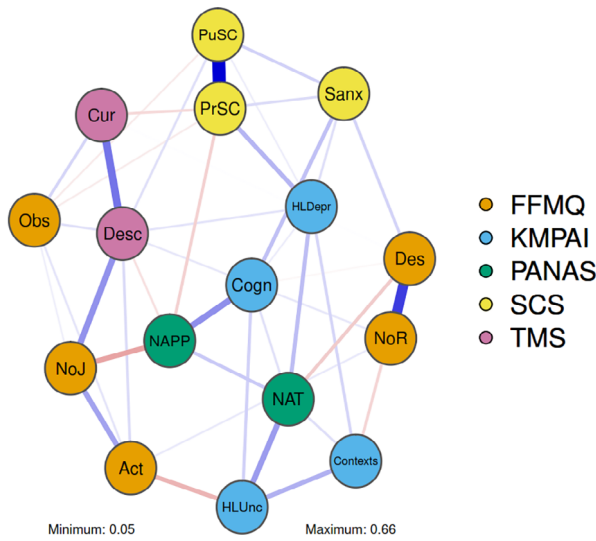 PuSC
PrSC
Sanx
Cur
HLDepr
Obs
Desc
Des
Cogn
NoR
NAPP
NoJ
NAT
Act
Contexts
HLUnc
FFMQ
KMPAI
PANAS
SCS
TMS
Minimum: 0.05
Maximum: 0.66